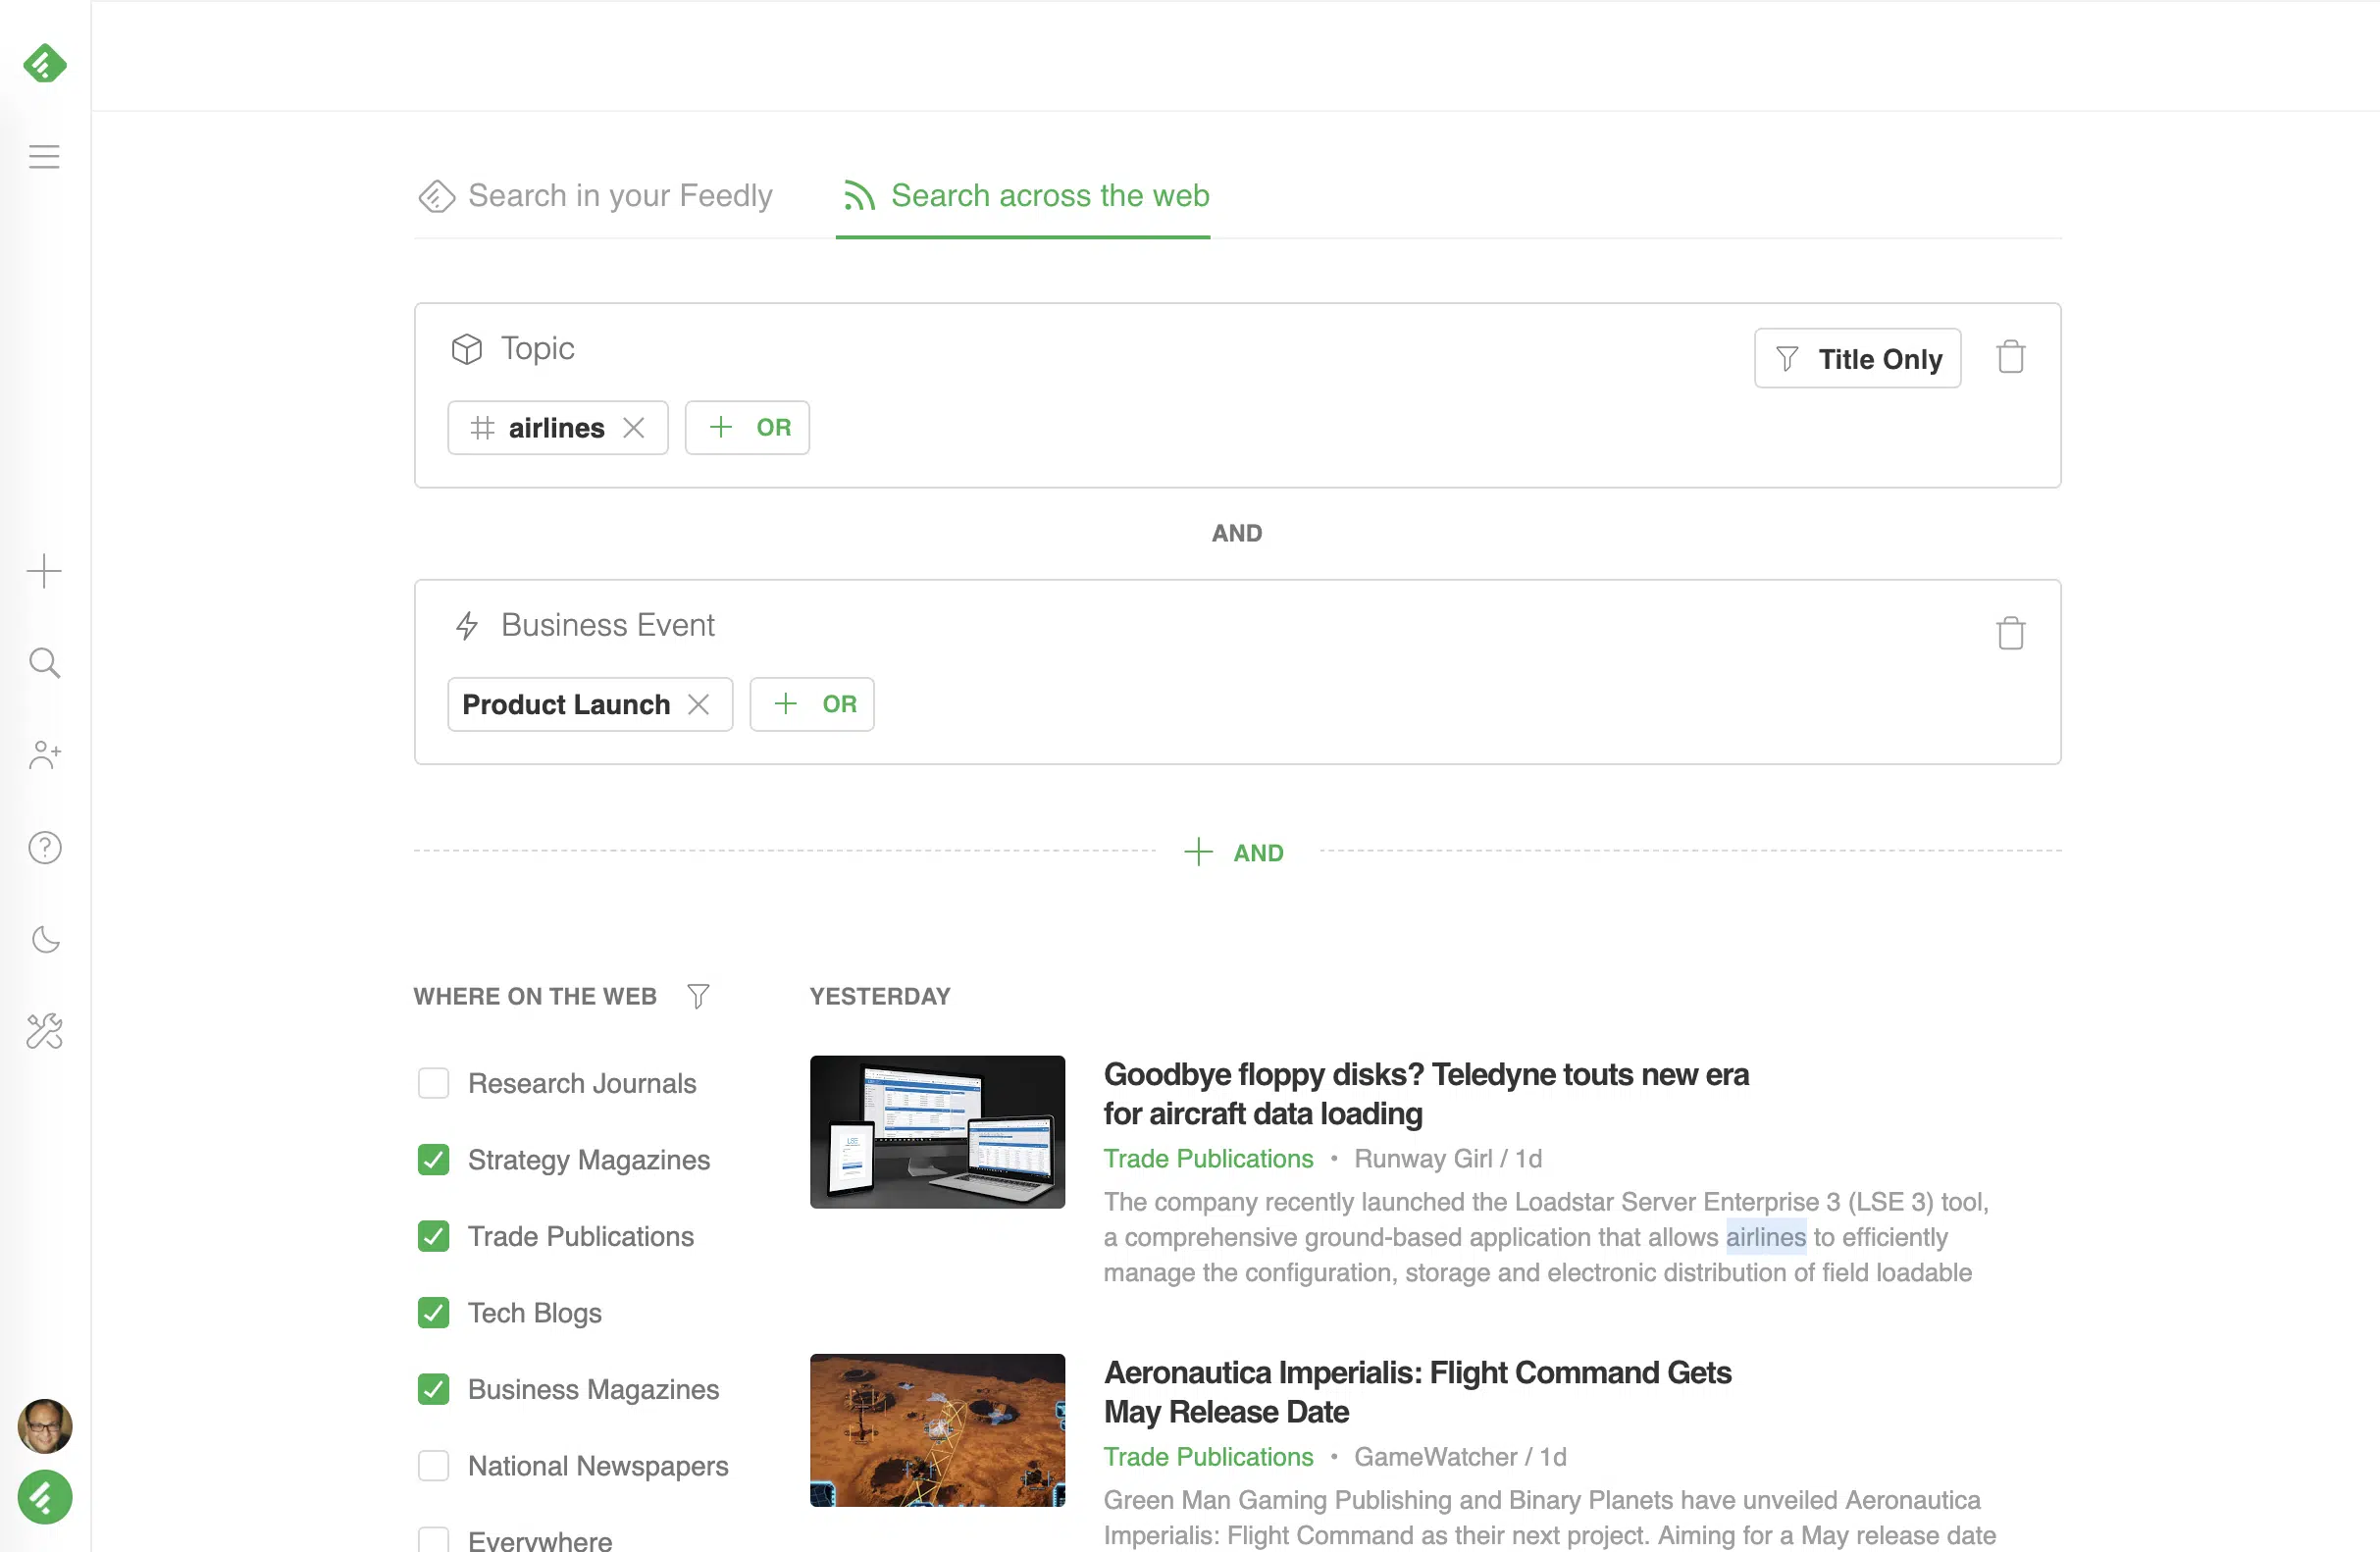 Search in your Feedly
Search across the web
Topic
Title Only
airlines
OR
AND
Business Event
Product Launch
OR
AND
WHERE ON THE WEB
Research Journals
Strategy Magazines
Trade Publications
Tech Blogs
Business Magazines
National Newspapers
Everywhere
YESTERDAY
Goodbye floppy disks? Teledyne touts new era
for aircraft data loading
Trade Publications • Runway Girl / 1d
The company recently launched the Loadstar Server Enterprise 3 (LSE 3) tool,
a comprehensive ground-based application that allows airlines to efficiently
manage the configuration, storage and electronic distribution of field loadable
Aeronautica Imperialis: Flight Command Gets
May Release Date
Trade Publications • GameWatcher / 1d
Green Man Gaming Publishing and Binary Planets have unveiled Aeronautica
Imperialis: Flight Command as their next project. Aiming for a May release date